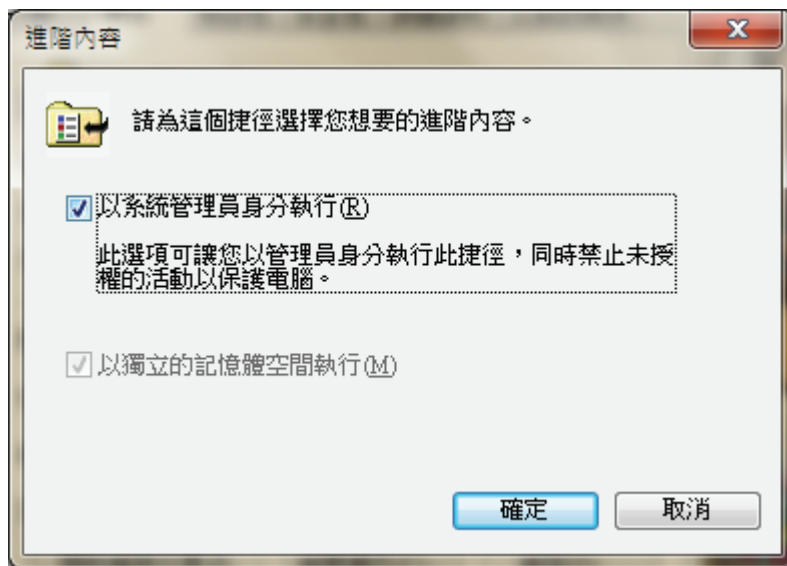 進階內容
請為這個捷徑選擇您想要的進階內容。
以系統管理員身分執行(R)
此選項可讓您以管理員身分執行此捷徑，同時禁止未授
權的活動以保護電腦。
以獨立的記憶體空間執行(M)
確定
取消